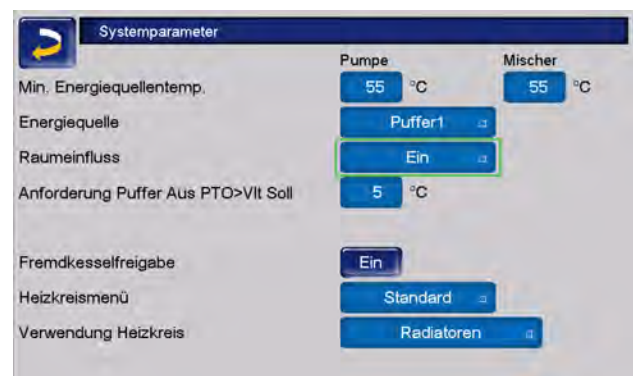 Systemparameter
Pumpe Mischer
Min. Energiequellentemp. 55 °C 55 °C
Energiequelle Puffer1
Raumeinfluss Ein
Anforderung Puffer Aus PTO>Vlt Soll 5 °C
Fremdkesselfreigabe Ein
Heizkreismenü Standard
Verwendung Heizkreis Radiatoren